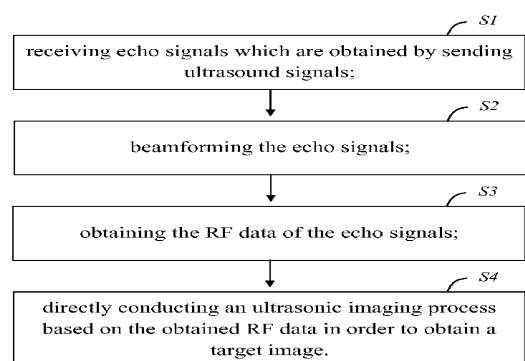 S1
receiving echo signals which are obtained by sending
ultrasound signals;
S2
beamforming the echo signals;
S3
obtaining the RF data of the echo signals;
S4
directly conducting an ultrasonic imaging process
based on the obtained RF data in order to obtain a
target image.